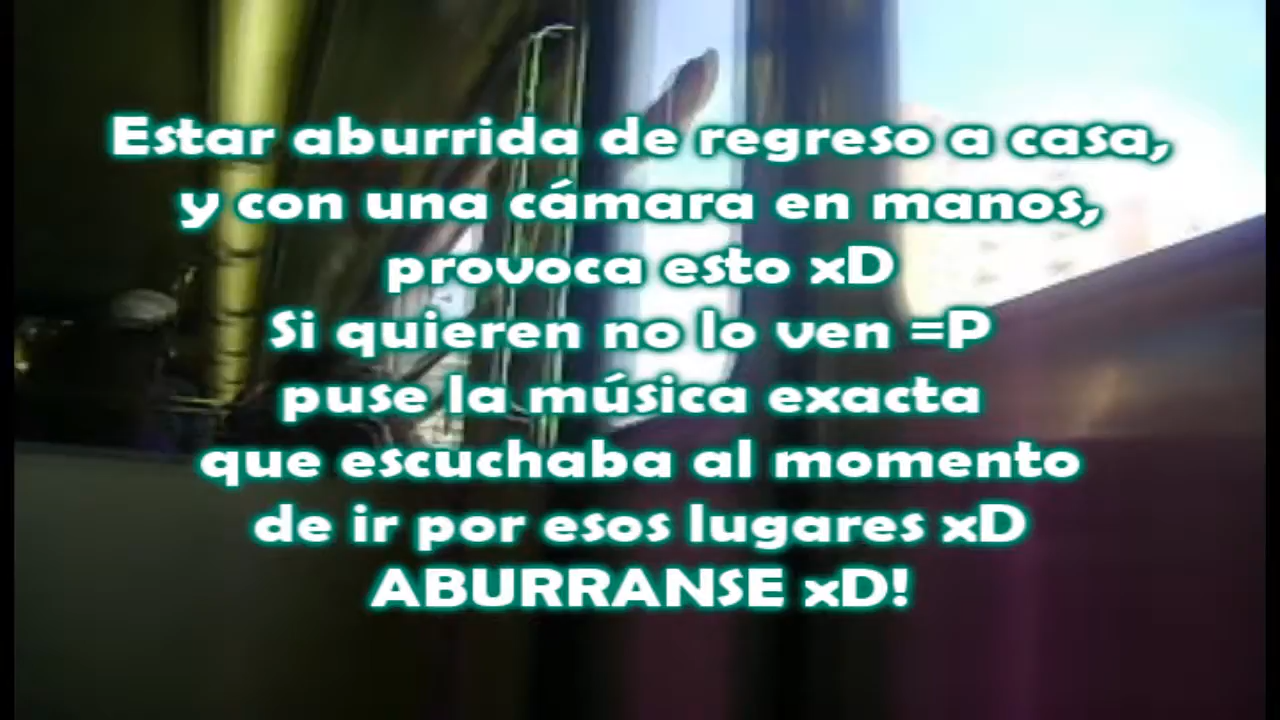 Estar aburrida de regreso a casa,
y con una cámara en manos,
provoca esto xD
Si quieren no lo ven =P
puse la música exacta
que escuchaba al momento
de ir por esos lugares xD
ABURRANSE xD!